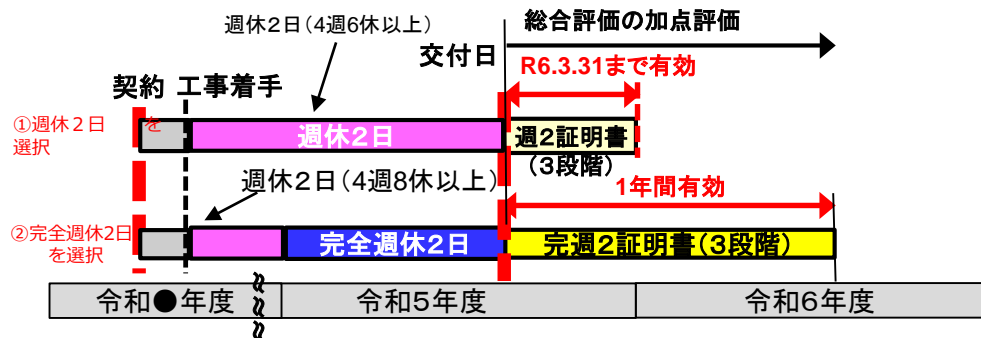 週休2日（4週6休以上）
総合評価の加点評価
交付日
R6.3.31まで有効
契約 工事着手
①週休２日 を
選択
週休2日
週2証明書
（3段階）
週休2日（4週8休以上）
1年間有効
②完全週休2日
を選択
完全週休2日
完週2証明書（3段階）
令和●年度
令和5年度
令和6年度